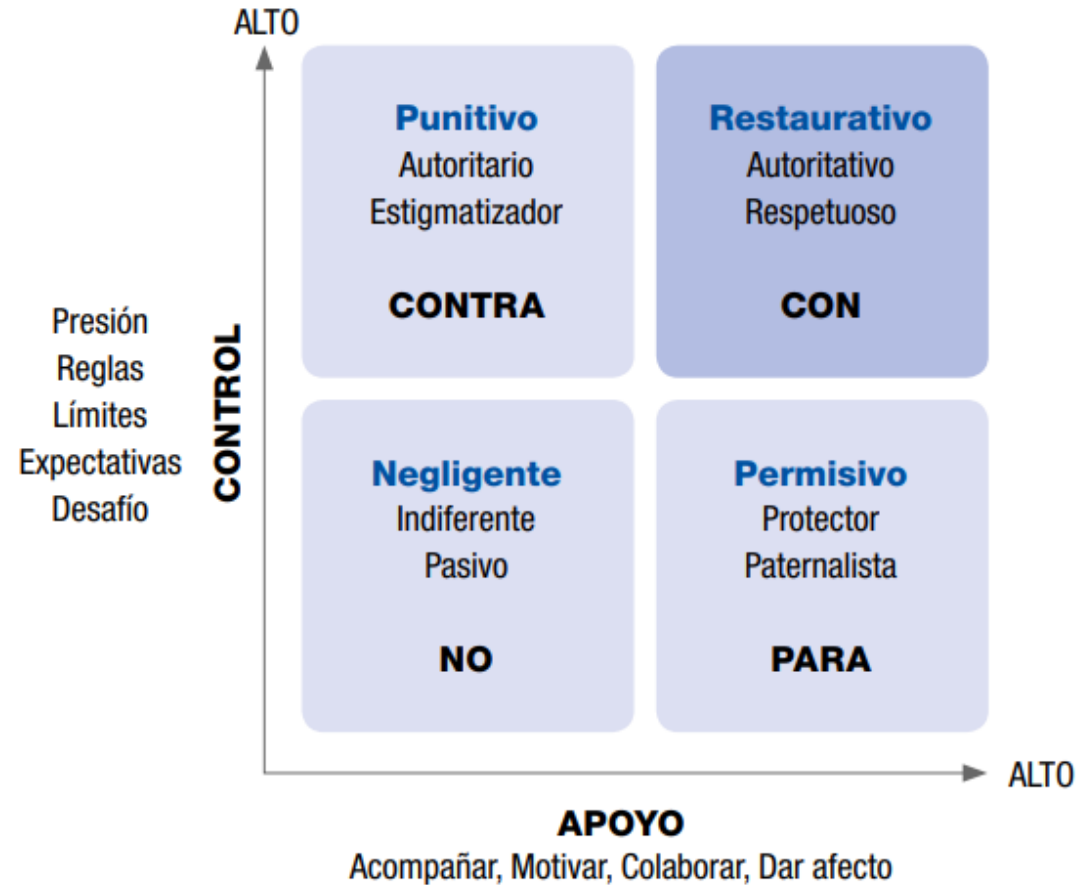 ALTO
Punitivo
Autoritario
Estigmatizador
CONTRA
Restaurativo
Autoritativo
Respetuoso
CON
Presión
Reglas
Límites
Expectativas
Desafío
CONTROL
Negligente
Indiferente
Pasivo
NO
Permisivo
Protector
Paternalista
PARA
ALTO
APOYO
Acompañar, Motivar, Colaborar, Dar afecto